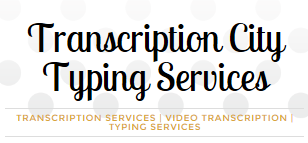 Transcription City
Typing Services
TRANSCRIPTION SERVICES | VIDEO TRANSCRIPTION |
TYPING SERVICES